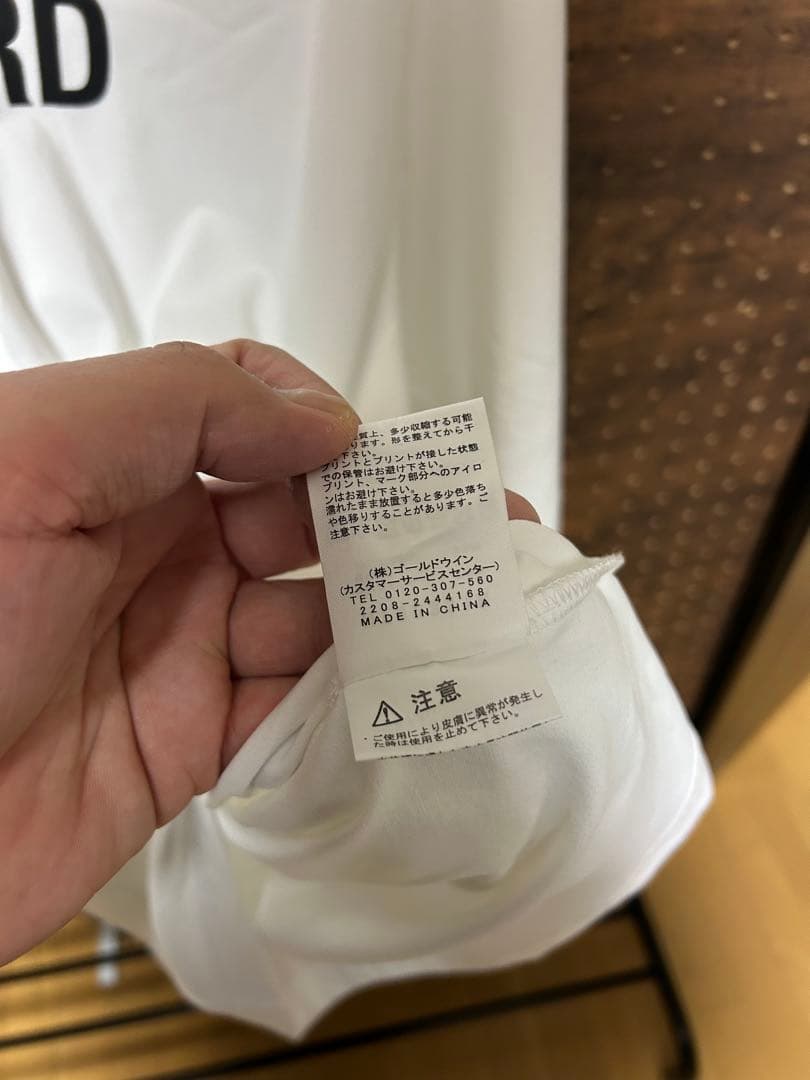 RD
質上、多少収縮する可能
ります。形を整えてから干
下さい。
プリントとプリントが接した状態
での保管はお避け下さい。
プリント、マーク部分へのアイロ
ンはお避け下さい。
濡れたまま放置すると多少色落ち
や色移りすることがあります。ご
注意下さい。
(株)ゴールドウイン
(カスタマーサービスセンター)
TEL 0120-307-560
2208-2444168
MADE IN CHINA
注意
ご使用により皮膚に異常が発生し
た時は使用を止めて下さい。